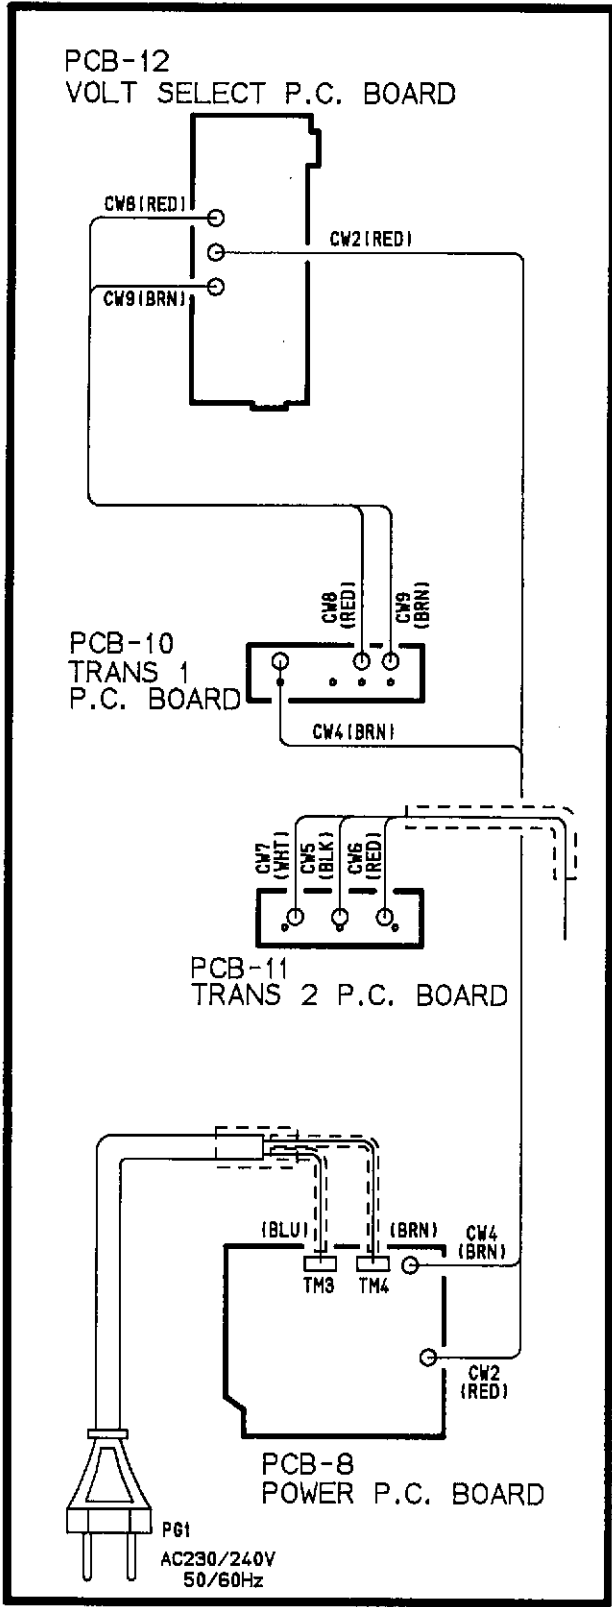 PCB-12
VOLT SELECT P.C. BOARD
CW8(RED)
CW2(RED)
CW9(BRN)
CW8
(RED)
CW9
(BRN)
PCB-10
TRANS 1
P.C. BOARD
CW4(BRN)
CW7
(WHT)
CW5
(BLK)
CW6
(RED)
PCB-11
TRANS 2 P.C. BOARD
(BLU)
(BRN)
CW4
(BRN)
TM3
TM4
CW2
(RED)
PCB-8
POWER P.C. BOARD
PG1
AC230/240V
50/60Hz